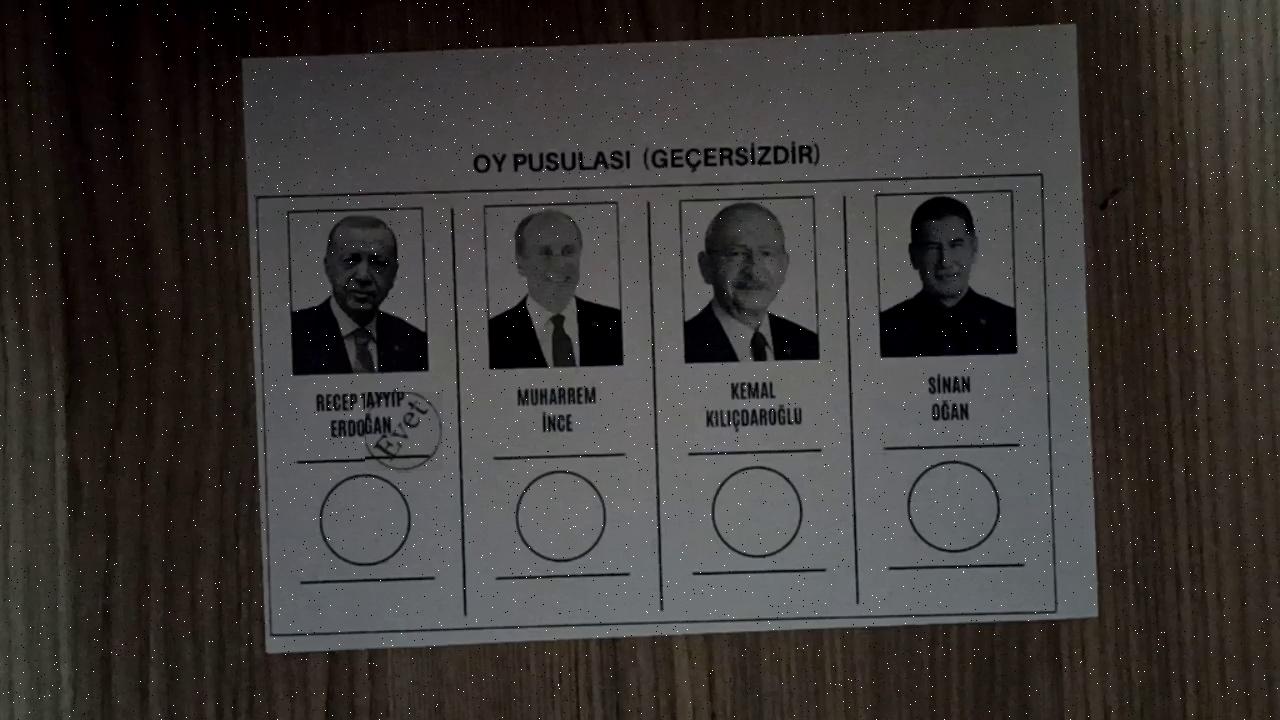 OY PUSULASI (GEÇERSİZDİR)
RECEP TAYYİP
ERDOĞAN
Evet
MUHARREM
İNCE
KEMAL
KILIÇDAROĞLU
SİNAN
OĞAN